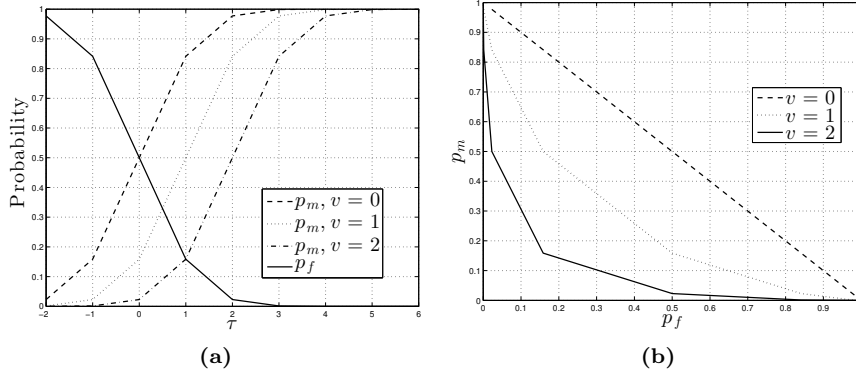 1
0.9
0.8
0.7
0.6
0.5
0.4
0.3
0.2
0.1
0
Probability
−2 −1 0 1 2 3 4 5 6
τ
p_m, v = 0
p_m, v = 1
p_m, v = 2
p_f
(a)
1
0.9
0.8
0.7
0.6
0.5
0.4
0.3
0.2
0.1
0
p_m
0 0.1 0.2 0.3 0.4 0.5 0.6 0.7 0.8 0.9
p_f
v = 0
v = 1
v = 2
(b)